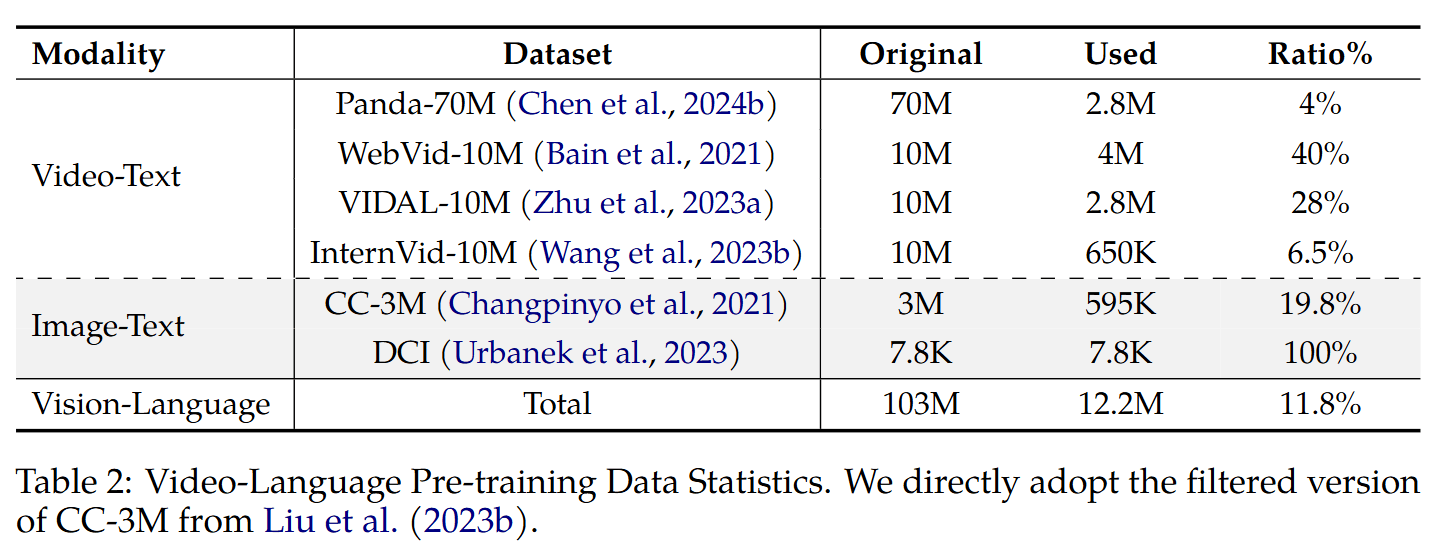 Modality Dataset Original Used Ratio%
Video-Text
Panda-70M (Chen et al., 2024b) 70M 2.8M 4%
WebVid-10M (Bain et al., 2021) 10M 4M 40%
VIDAL-10M (Zhu et al., 2023a) 10M 2.8M 28%
InternVid-10M (Wang et al., 2023b) 10M 650K 6.5%
Image-Text
CC-3M (Changpinyo et al., 2021) 3M 595K 19.8%
DCI (Urbanek et al., 2023) 7.8K 7.8K 100%
Vision-Language Total 103M 12.2M 11.8%
Table 2: Video-Language Pre-training Data Statistics. We directly adopt the filtered version
of CC-3M from Liu et al. (2023b).